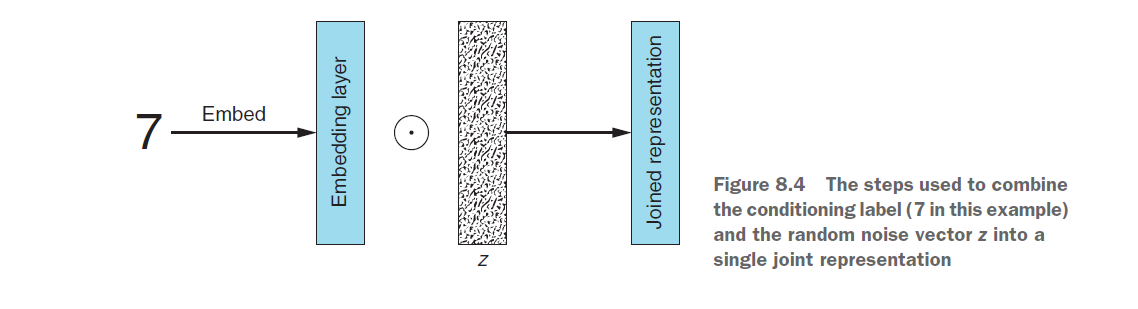 7
Embed
Embedding layer
z
Joined representation
Figure 8.4 The steps used to combine
the conditioning label (7 in this example)
and the random noise vector z into a
single joint representation